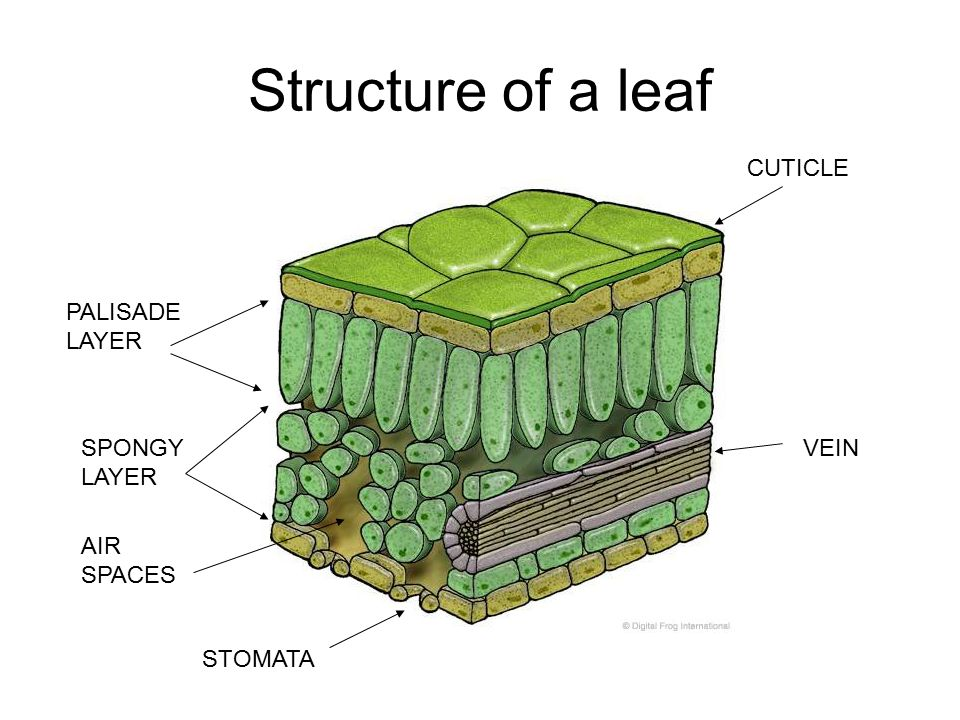 Structure of a leaf
CUTICLE
PALISADE
LAYER
SPONGY
LAYER
VEIN
AIR
SPACES
© Digital Frog International
STOMATA